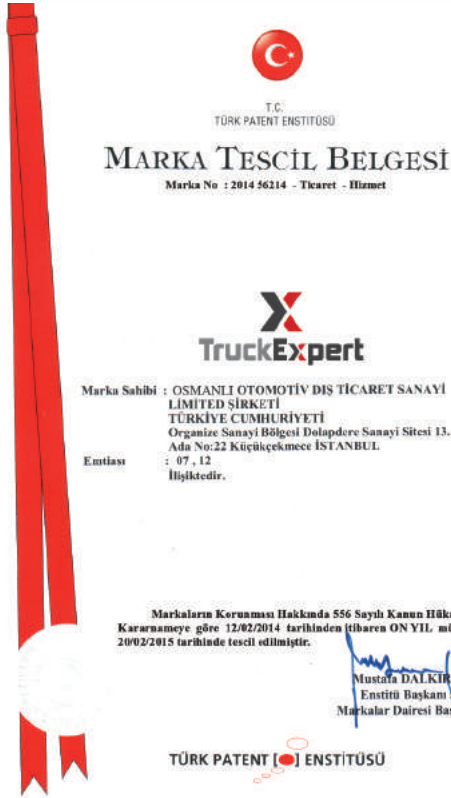 T.C.
TÜRK PATENT ENSTİTÜSÜ
MARKA TESCİL BELGESİ
Marka No : 2014 56214 - Ticaret - Hizmet
TruckExpert
Marka Sahibi : OSMANLI OTOMOTİV DIŞ TİCARET SANAYİ
LİMİTED ŞİRKETİ
TÜRKİYE CUMHURİYETİ
Organize Sanayi Bölgesi Dolapdere Sanayi Sitesi 13.
Ada No:22 Küçükçekmece İSTANBUL
Emtiası : 07 , 12
İlişiktedir.
Markaların Korunması Hakkında 556 Sayılı Kanun
Kararnameye göre 12/02/2014 tarihinden itibaren ON YIL
20/02/2015 tarihinde tescil edilmiştir.
Mustafa
Enstitü Başkanı
Markalar Dairesi
TÜRK PATENT [ ] ENSTİTÜSÜ